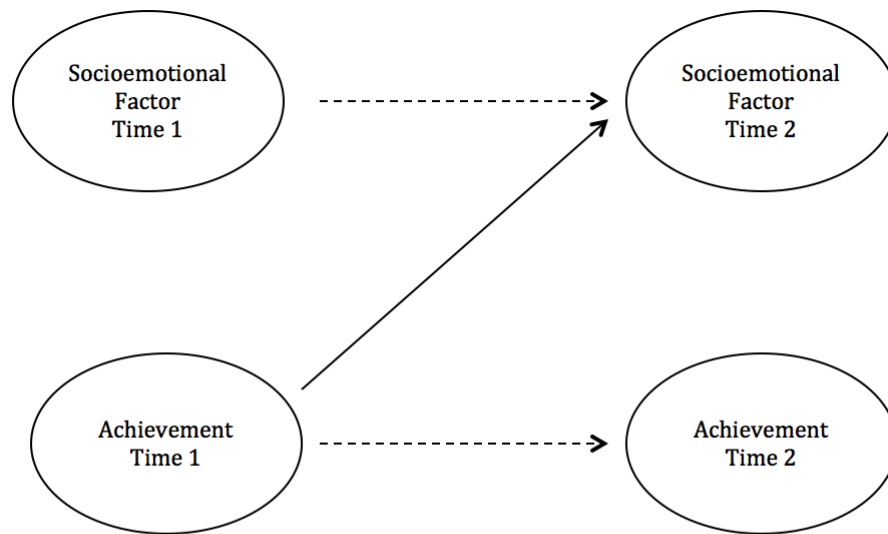 Socioemotional
Factor
Time 1
Socioemotional
Factor
Time 2
Achievement
Time 1
Achievement
Time 2